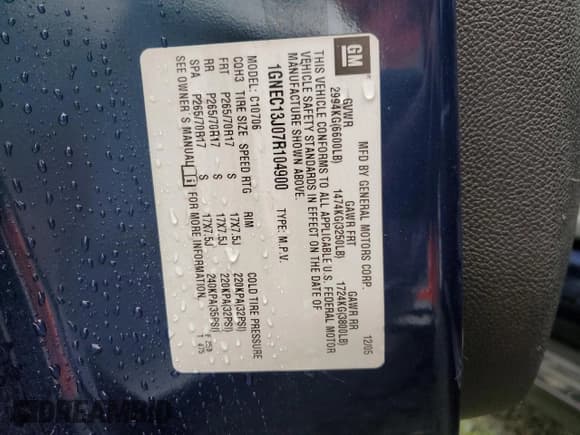 GM
MFD BY GENERAL MOTORS CORP. 12/05
GVWR GAWR FRT GAWR RR
2994KG(6600LB) 1474KG(3250LB) 1724KG(3800LB)
THIS VEHICLE CONFORMS TO ALL APPLICABLE U.S. FEDERAL MOTOR
VEHICLE SAFETY STANDARDS IN EFFECT ON THE DATE OF
MANUFACTURE SHOWN ABOVE.
1GNEC13J07R104900 TYPE: M.P.V.
MODEL: C10706
COH3 TIRE SIZE SPEED RTG RIM COLD TIRE PRESSURE
FRT P265/70R17 S 17X7.5J 220KPA(32PSI)
RR P265/70R17 S 17X7.5J 220KPA(32PSI)
SPA P265/70R17 S 17X7.5J 240KPA(35PSI)
SEE OWNER'S MANUAL FOR MORE INFORMATION. T 475
DREAMBID